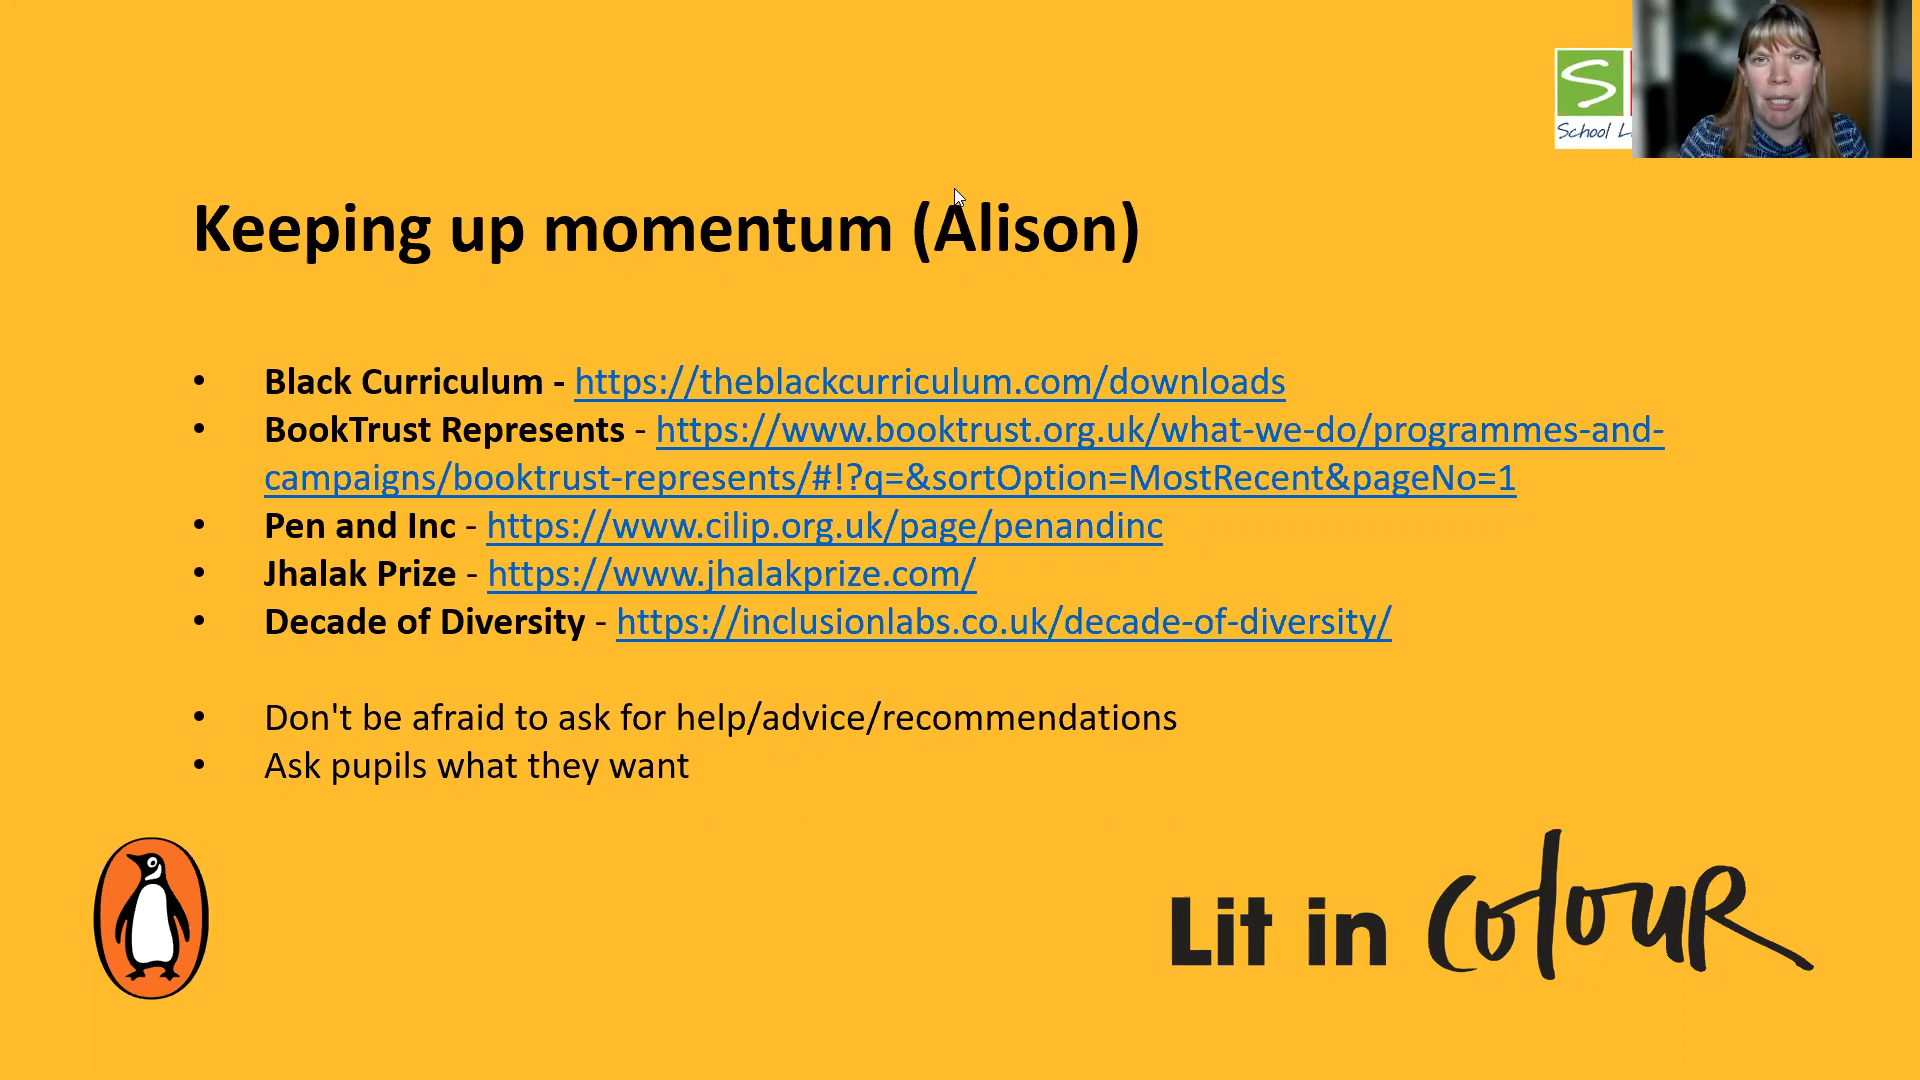 S
School L
Keeping up momentum (Alison)
• Black Curriculum - https://theblackcurriculum.com/downloads
• BookTrust Represents - https://www.booktrust.org.uk/what-we-do/programmes-and-
campaigns/booktrust-represents/#!?q=&sortOption=MostRecent&pageNo=1
• Pen and Inc - https://www.cilip.org.uk/page/penandinc
• Jhalak Prize - https://www.jhalakprize.com/
• Decade of Diversity - https://inclusionlabs.co.uk/decade-of-diversity/
• Don't be afraid to ask for help/advice/recommendations
• Ask pupils what they want
Lit in Colour